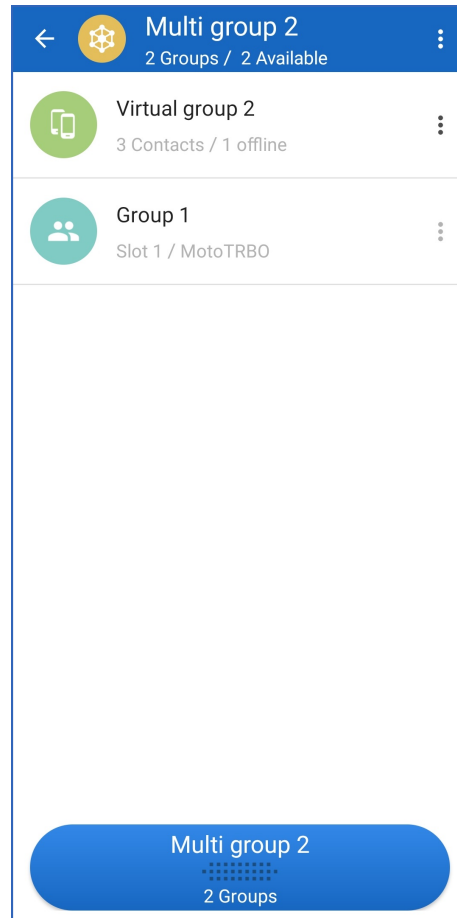 Multi group 2
2 Groups / 2 Available
Virtual group 2
3 Contacts / 1 offline
Group 1
Slot 1 / MotoTRBO
Multi group 2
2 Groups